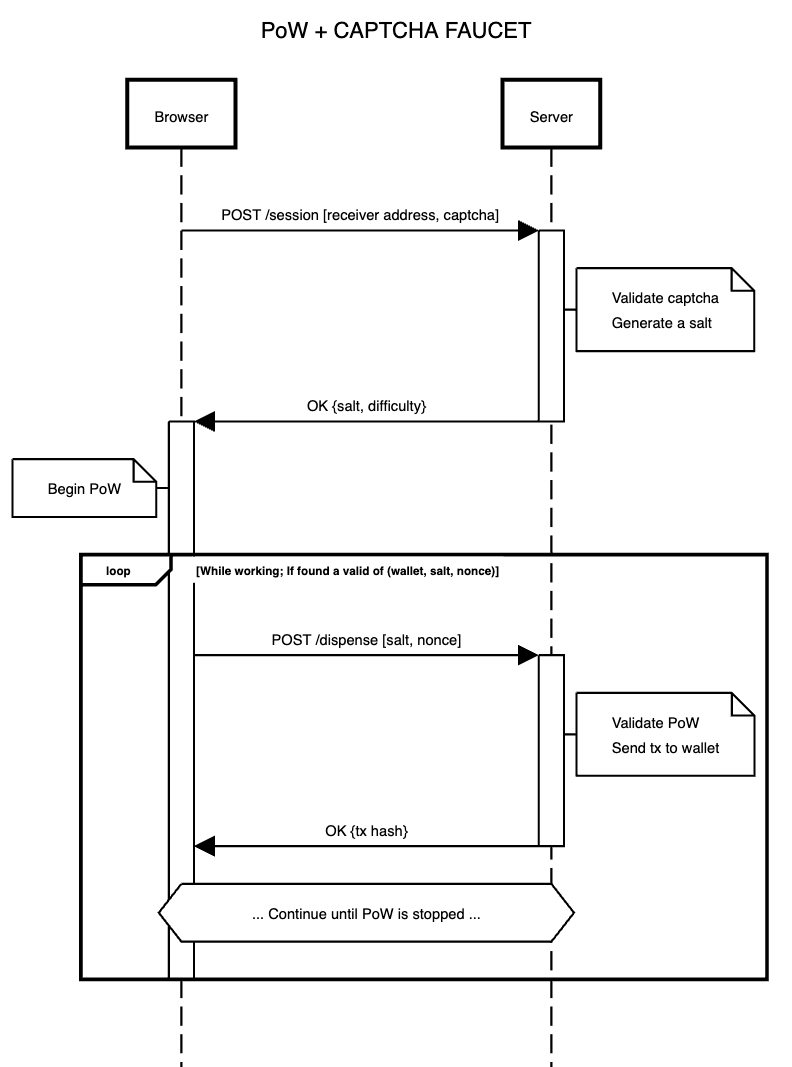 PoW + CAPTCHA FAUCET
Browser
Server
POST /session [receiver address, captcha]
Validate captcha
Generate a salt
OK {salt, difficulty}
Begin PoW
loop
[While working; If found a valid of (wallet, salt, nonce)]
POST /dispense [salt, nonce]
Validate PoW
Send tx to wallet
OK {tx hash}
... Continue until PoW is stopped ...